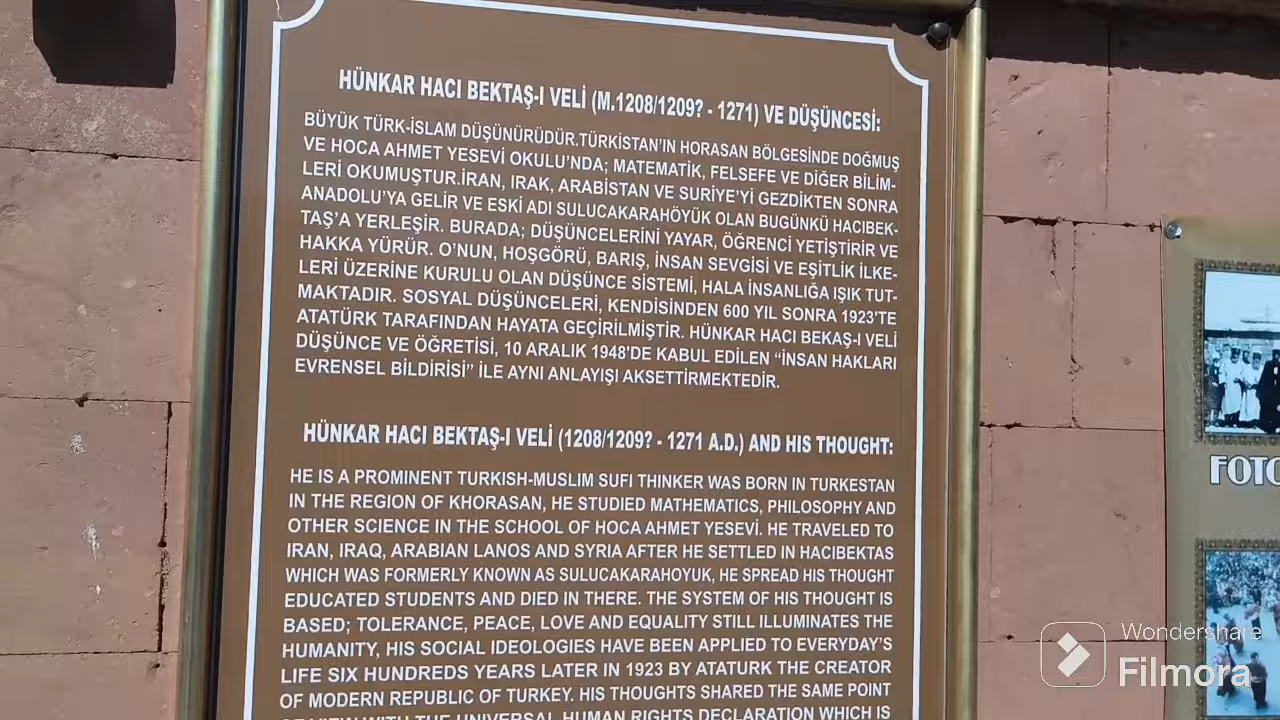 HÜNKAR HACI BEKTAŞ-I VELİ (M.1208/1209? - 1271) VE DÜŞÜNCESİ:
BÜYÜK TÜRK-İSLAM DÜŞÜNÜRÜDÜR.TÜRKİSTAN'IN HORASAN BÖLGESİNDE DOĞMUŞ
VE HOCA AHMET YESEVİ OKULU'NDA; MATEMATİK, FELSEFE VE DİĞER BİLİM-
LERİ OKUMUŞTUR.İRAN, IRAK, ARABİSTAN VE SURİYE'Yİ GEZDİKTEN SONRA
ANADOLU'YA GELİR VE ESKİ ADI SULUCAKARAHÖYÜK OLAN BUGÜNKÜ HACIBEK-
TAŞ'A YERLEŞİR. BURADA; DÜŞÜNCELERİNİ YAYAR, ÖĞRENCİ YETİŞTİRİR VE
HAKKA YÜRÜR. O'NUN, HOŞGÖRÜ, BARIŞ, İNSAN SEVGİSİ VE EŞİTLİK İLKE-
LERİ ÜZERİNE KURULU OLAN DÜŞÜNCE SİSTEMİ, HALA İNSANLIĞA IŞIK TUT-
MAKTADIR. SOSYAL DÜŞÜNCELERİ, KENDİSİNDEN 600 YIL SONRA 1923'TE
ATATÜRK TARAFINDAN HAYATA GEÇİRİLMİŞTİR. HÜNKAR HACI BEKAŞ-I VELİ
DÜŞÜNCE VE ÖĞRETİSİ, 10 ARALIK 1948'DE KABUL EDİLEN "İNSAN HAKLARI
EVRENSEL BİLDİRİSİ" İLE AYNI ANLAYIŞI AKSETTİRMEKTEDİR.
HÜNKAR HACI BEKTAŞ-I VELİ (1208/1209? - 1271 A.D.) AND HIS THOUGHT:
HE IS A PROMINENT TURKISH-MUSLIM SUFI THINKER WAS BORN IN TURKESTAN
IN THE REGION OF KHORASAN, HE STUDIED MATHEMATICS, PHILOSOPHY AND
OTHER SCIENCE IN THE SCHOOL OF HOCA AHMET YESEVİ. HE TRAVELED TO
IRAN, IRAQ, ARABIAN LANOS AND SYRIA AFTER HE SETTLED IN HACIBEKTAS
WHICH WAS FORMERLY KNOWN AS SULUCAKARAHOYUK, HE SPREAD HIS THOUGHT
EDUCATED STUDENTS AND DIED IN THERE. THE SYSTEM OF HIS THOUGHT IS
BASED; TOLERANCE, PEACE, LOVE AND EQUALITY STILL ILLUMINATES THE
HUMANITY, HIS SOCIAL IDEOLOGIES HAVE BEEN APPLIED TO EVERYDAY'S
LIFE SIX HUNDREDS YEARS LATER IN 1923 BY ATATURK THE CREATOR
OF MODERN REPUBLIC OF TURKEY. HIS THOUGHTS SHARED THE SAME POINT
OF VIEW WITH THE UNIVERSAL HUMAN RIGHTS DECLARATION WHICH IS
FOTO
Wondershare
Filmora